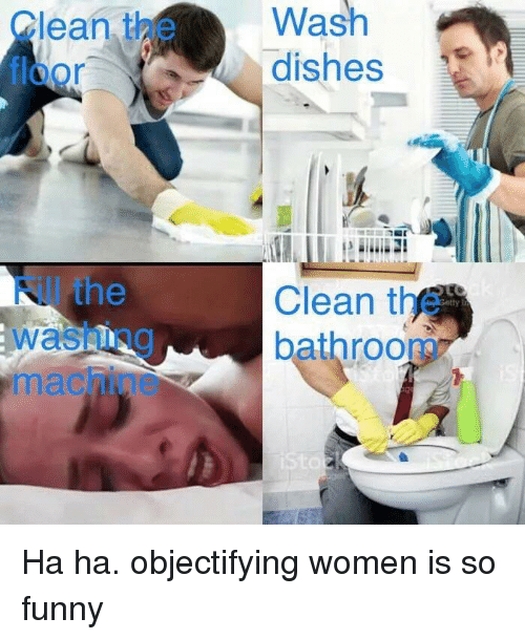 Clean the
floor
Wash
dishes
Fill the
washing
machine
Clean the
bathroom
iStock
Ha ha. objectifying women is so
funny